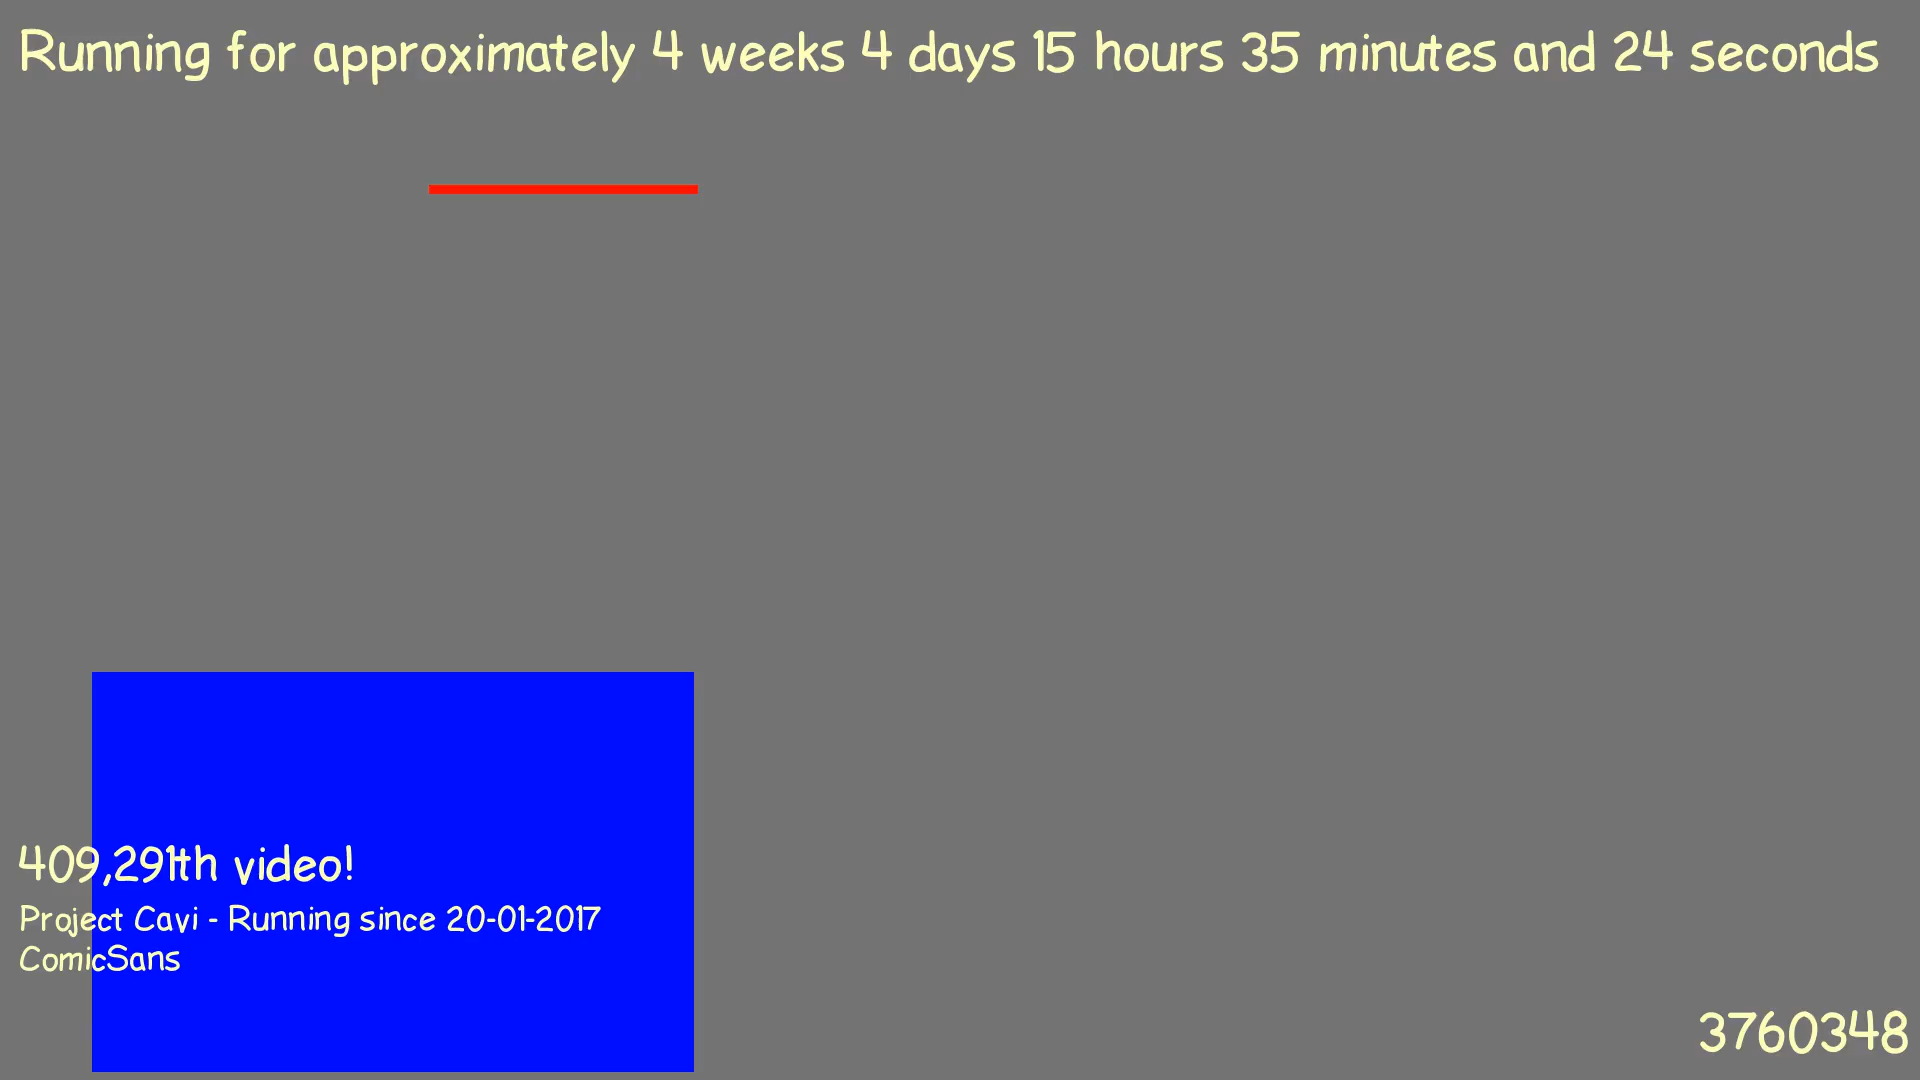 Running for approximately 4 weeks 4 days 15 hours 35 minutes and 24 seconds
409,291th video!
Project Cavi - Running since 20-01-2017
ComicSans
3760348